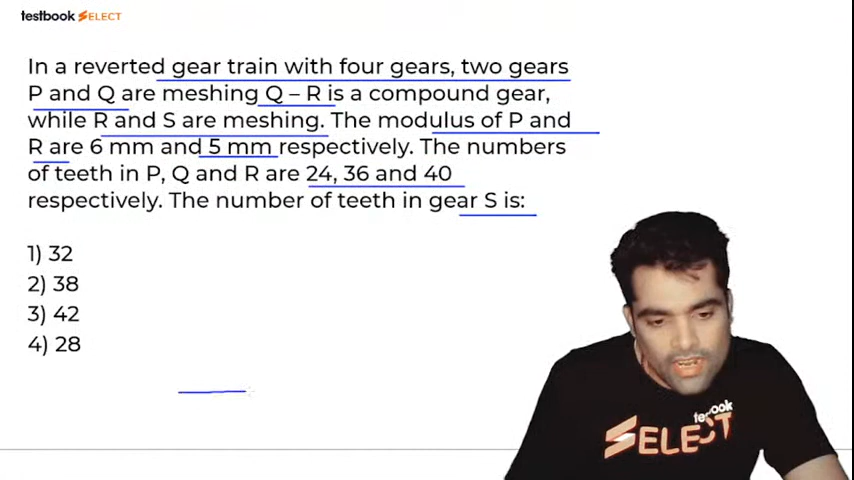 testbook SELECT
In a reverted gear train with four gears, two gears
P and Q are meshing Q – R is a compound gear,
while R and S are meshing. The modulus of P and
R are 6 mm and 5 mm respectively. The numbers
of teeth in P, Q and R are 24, 36 and 40
respectively. The number of teeth in gear S is:
1) 32
2) 38
3) 42
4) 28
testbook
SELECT